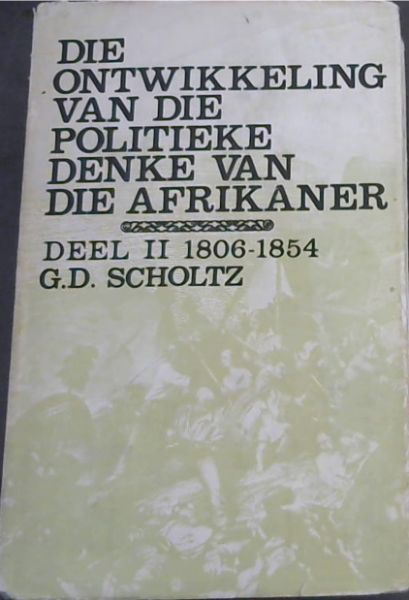 DIE
ONTWIKKELING
VAN DIE
POLITIEKE
DENKE VAN
DIE AFRIKANER
DEEL II 1806-1854
G.D. SCHOLTZ